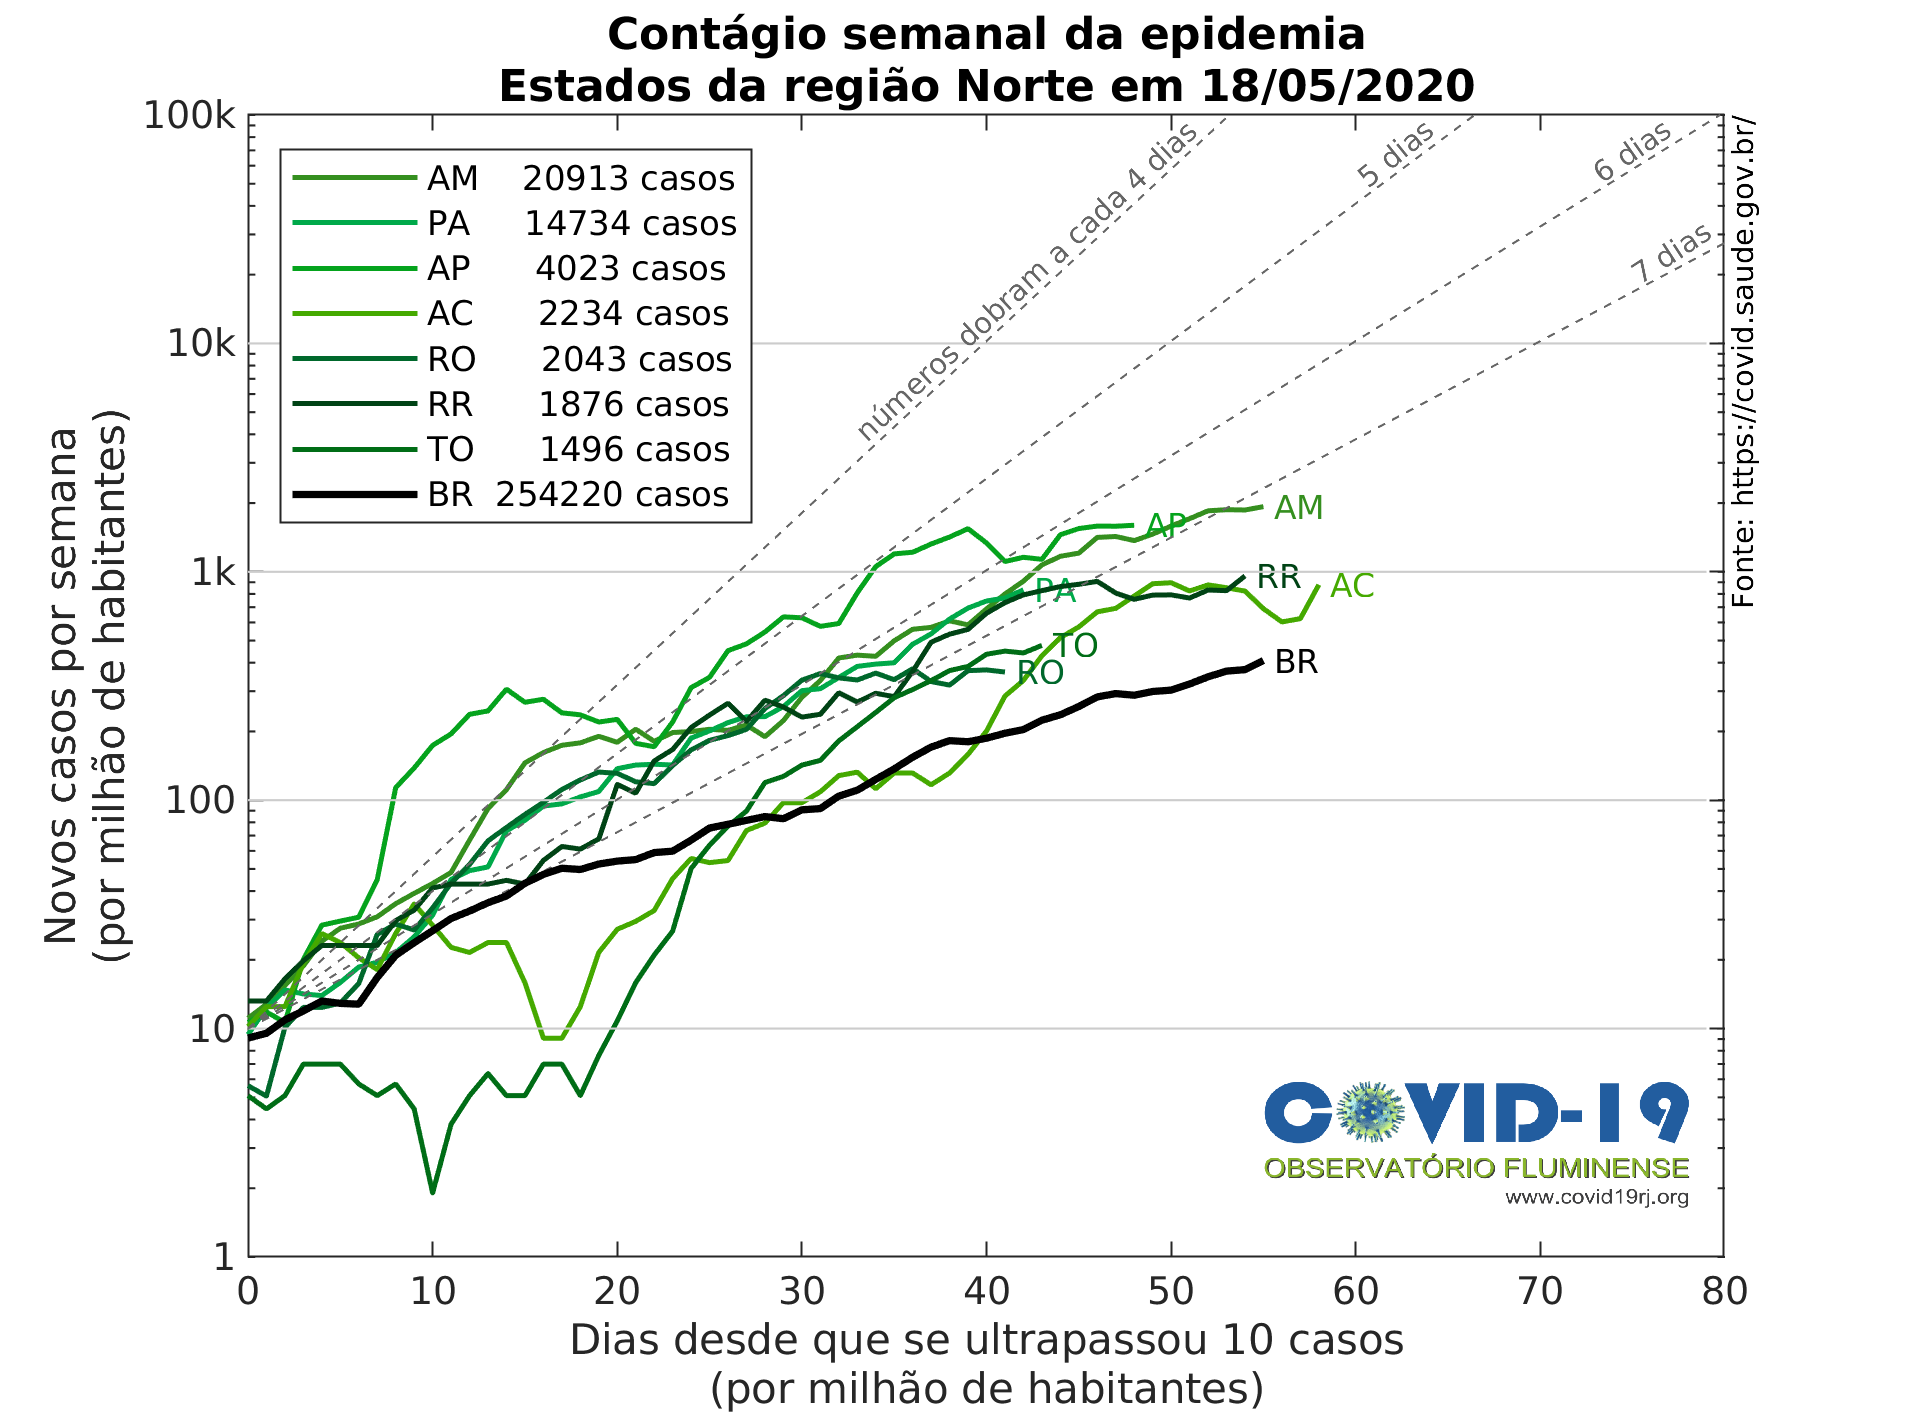 Contágio semanal da epidemia
Estados da região Norte em 18/05/2020
100k
10k
1k
100
10
1
Novos casos por semana
(por milhão de habitantes)
AM 20913 casos
PA 14734 casos
AP 4023 casos
AC 2234 casos
RO 2043 casos
RR 1876 casos
TO 1496 casos
BR 254220 casos
números dobram a cada 4 dias
5 dias
6 dias
7 dias
AM
AP
RR
AC
PA
TO
RO
BR
Fonte: https://covid.saude.gov.br/
COVID-19
OBSERVATÓRIO FLUMINENSE
www.covid19rj.org
0 10 20 30 40 50 60 70 80
Dias desde que se ultrapassou 10 casos
(por milhão de habitantes)